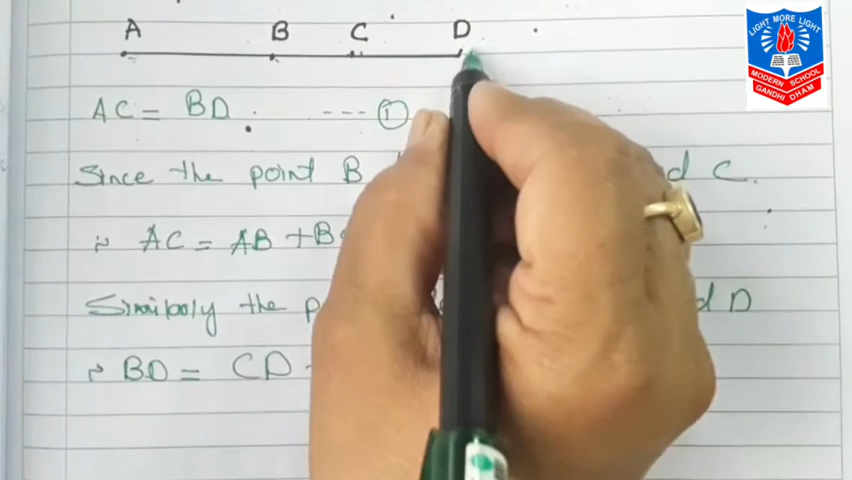 A B C D
AC = BD . --- ①
Since the point B d C.
∴ AC = AB + B
Similarly the p d D
∴ BD = CD
LIGHT MORE LIGHT
MODERN SCHOOL
GANDHI DHAM